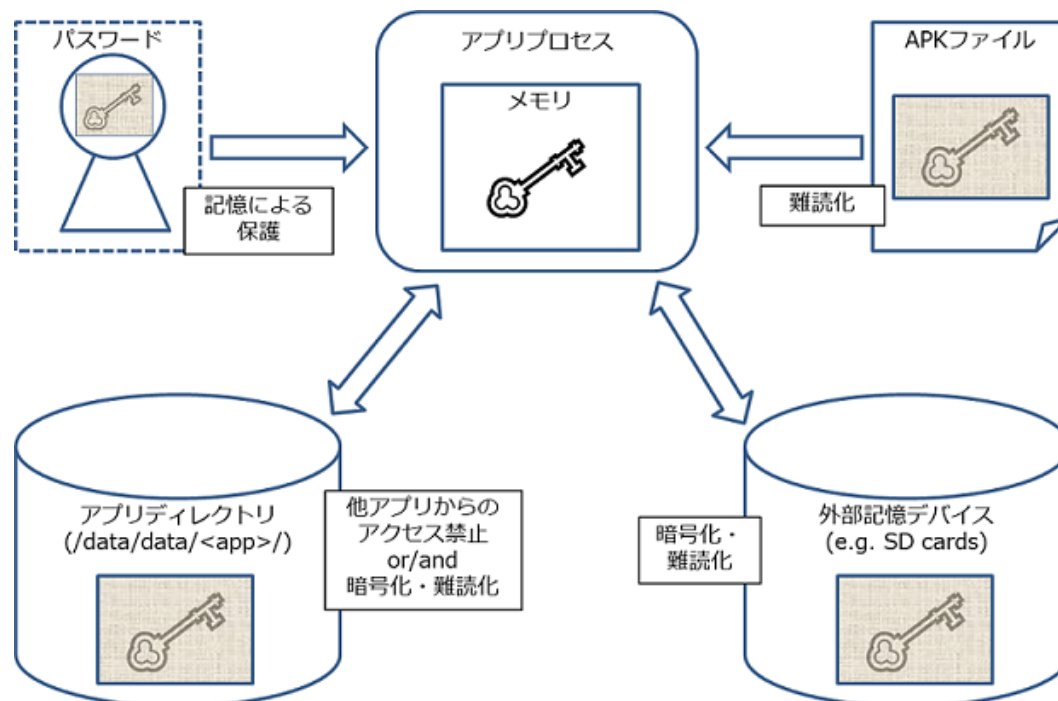 パスワード
アプリプロセス
APKファイル
メモリ
記憶による
保護
難読化
アプリディレクトリ
(/data/data/<app>/)
他アプリからの
アクセス禁止
or/and
暗号化・難読化
暗号化・
難読化
外部記憶デバイス
(e.g. SD cards)